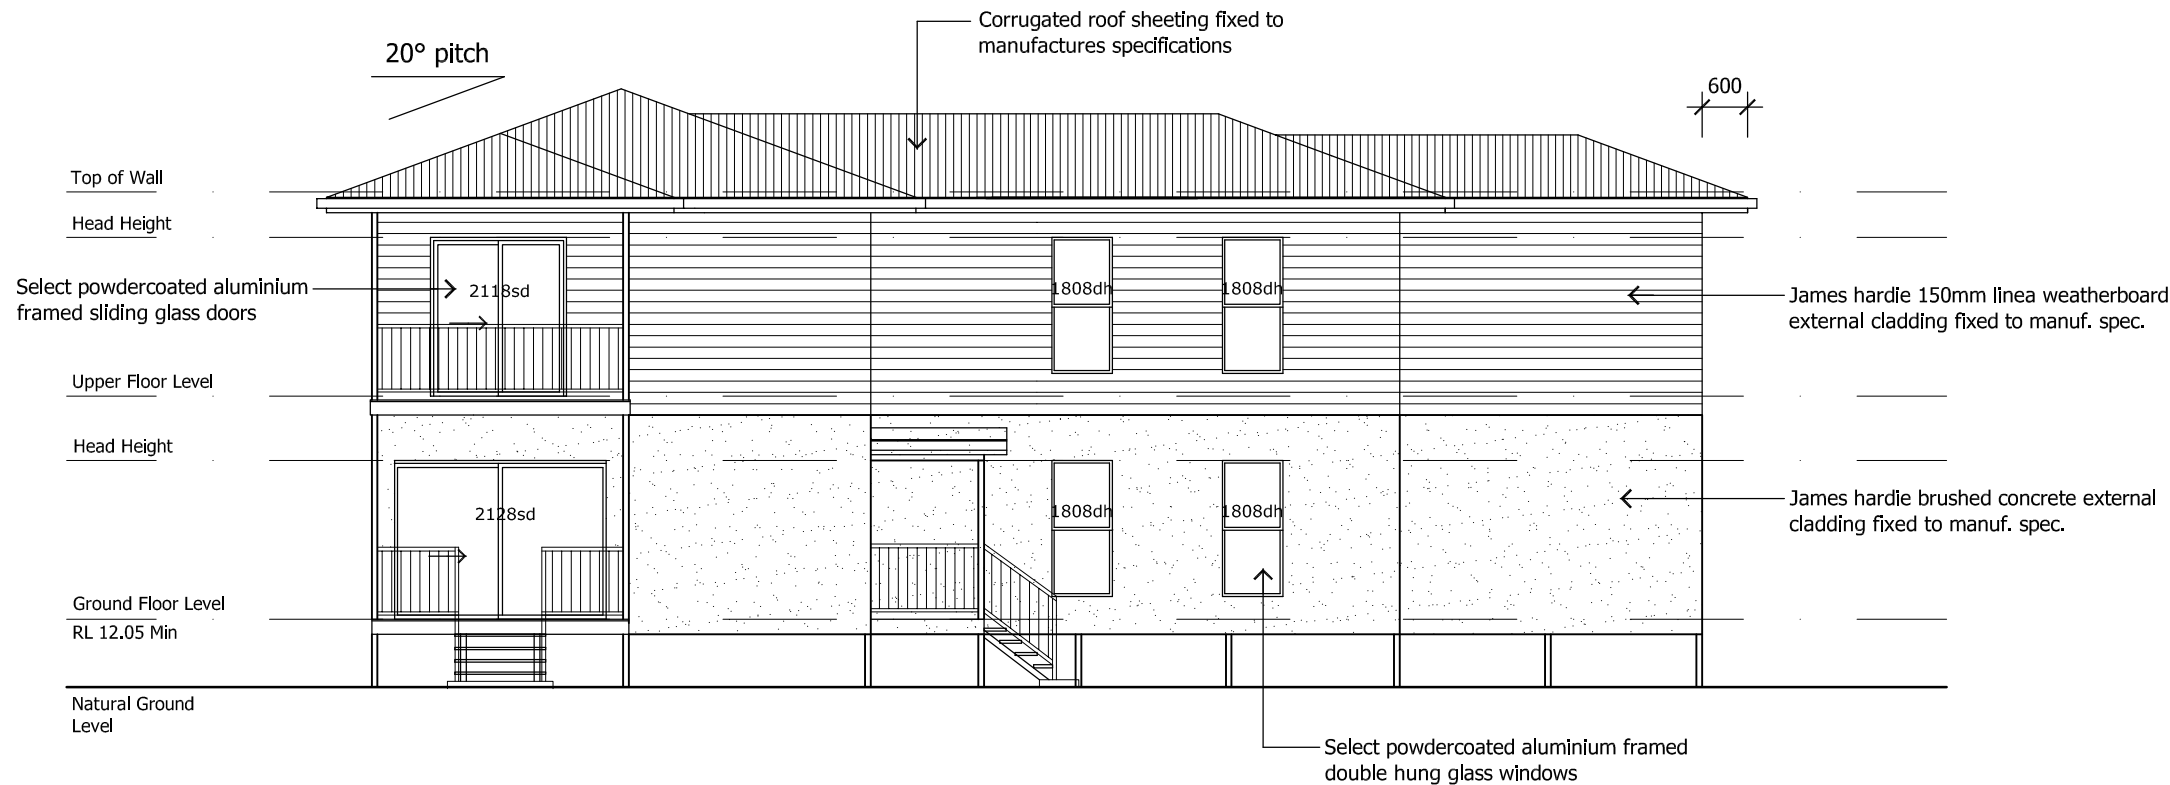 Corrugated roof sheeting fixed to
manufactures specifications
20° pitch
600
Top of Wall
Head Height
Select powdercoated aluminium
framed sliding glass doors
2118sd
1808dh
1808dh
James hardie 150mm linea weatherboard
external cladding fixed to manuf. spec.
Upper Floor Level
Head Height
2128sd
1808dh
1808dh
James hardie brushed concrete external
cladding fixed to manuf. spec.
Ground Floor Level
RL 12.05 Min
Natural Ground
Level
Select powdercoated aluminium framed
double hung glass windows